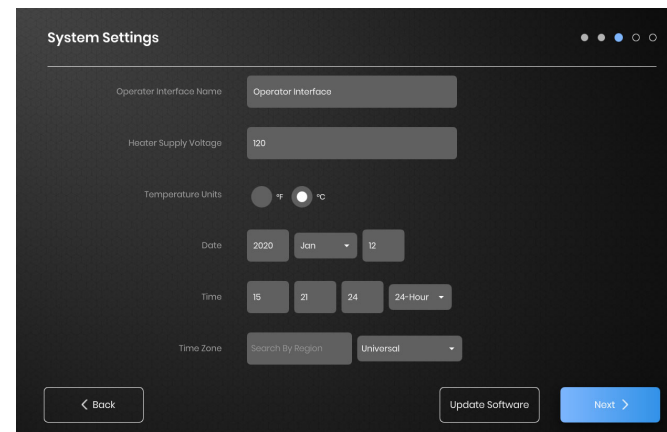 System Settings
Operater Interface Name Operator Interface
Heater Supply Voltage 120
Temperature Units °F °C
Date 2020 Jan 12
Time 15 21 24 24-Hour
Time Zone Search By Region Universal
Back Update Software Next